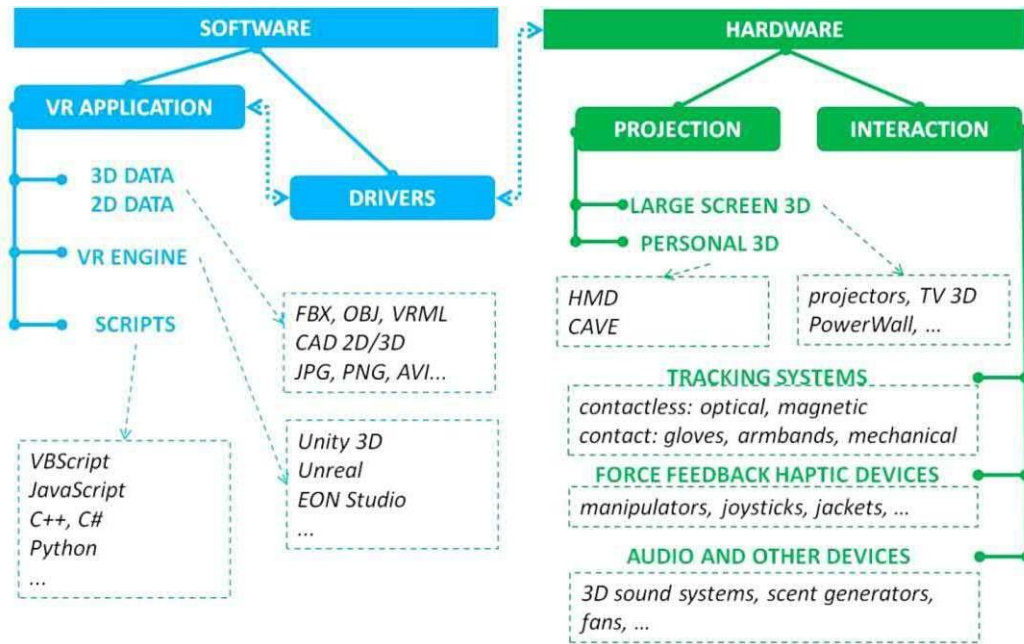 SOFTWARE
VR APPLICATION
DRIVERS
3D DATA
2D DATA
VR ENGINE
SCRIPTS
FBX, OBJ, VRML
CAD 2D/3D
JPG, PNG, AVI...
VBScript
JavaScript
C++, C#
Python
...
Unity 3D
Unreal
EON Studio
...
HARDWARE
PROJECTION
INTERACTION
LARGE SCREEN 3D
PERSONAL 3D
HMD
CAVE
projectors, TV 3D
PowerWall, ...
TRACKING SYSTEMS
contactless: optical, magnetic
contact: gloves, armbands, mechanical
FORCE FEEDBACK HAPTIC DEVICES
manipulators, joysticks, jackets, ...
AUDIO AND OTHER DEVICES
3D sound systems, scent generators,
fans, ...